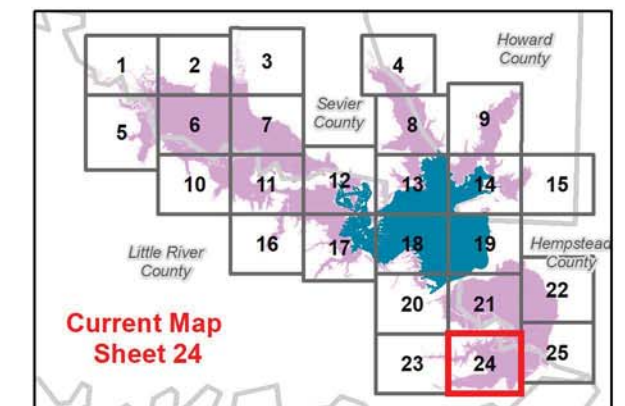 Howard
County
1
2
3
4
Sevier
County
5
6
7
8
9
10
11
12
13
14
15
Little River
County
16
17
18
19
Hempstead
County
20
21
22
Current Map
Sheet 24
23
24
25